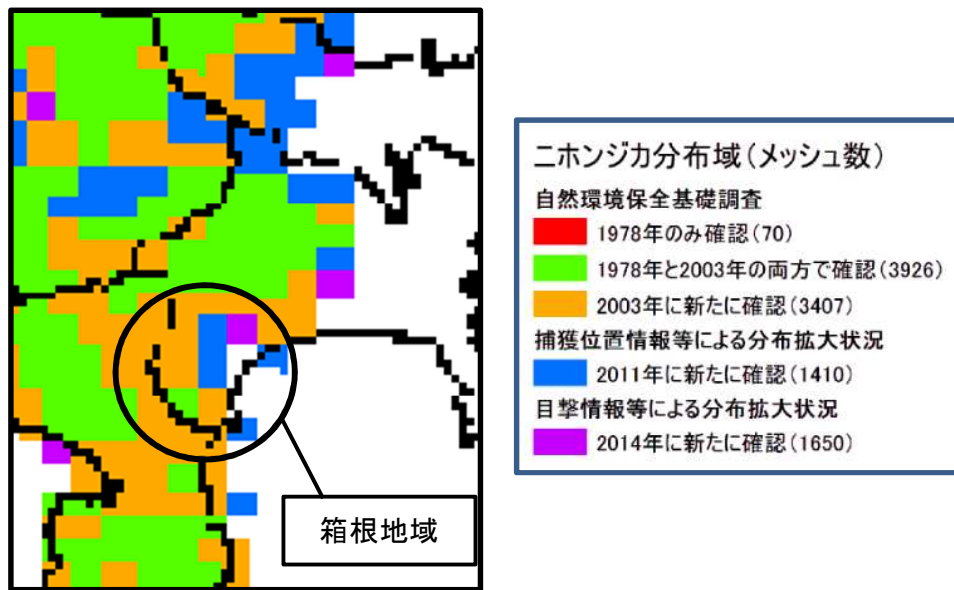 箱根地域
ニホンジカ分布域(メッシュ数)
自然環境保全基礎調査
1978年のみ確認(70)
1978年と2003年の両方で確認(3926)
2003年に新たに確認(3407)
捕獲位置情報等による分布拡大状況
2011年に新たに確認(1410)
目撃情報等による分布拡大状況
2014年に新たに確認(1650)